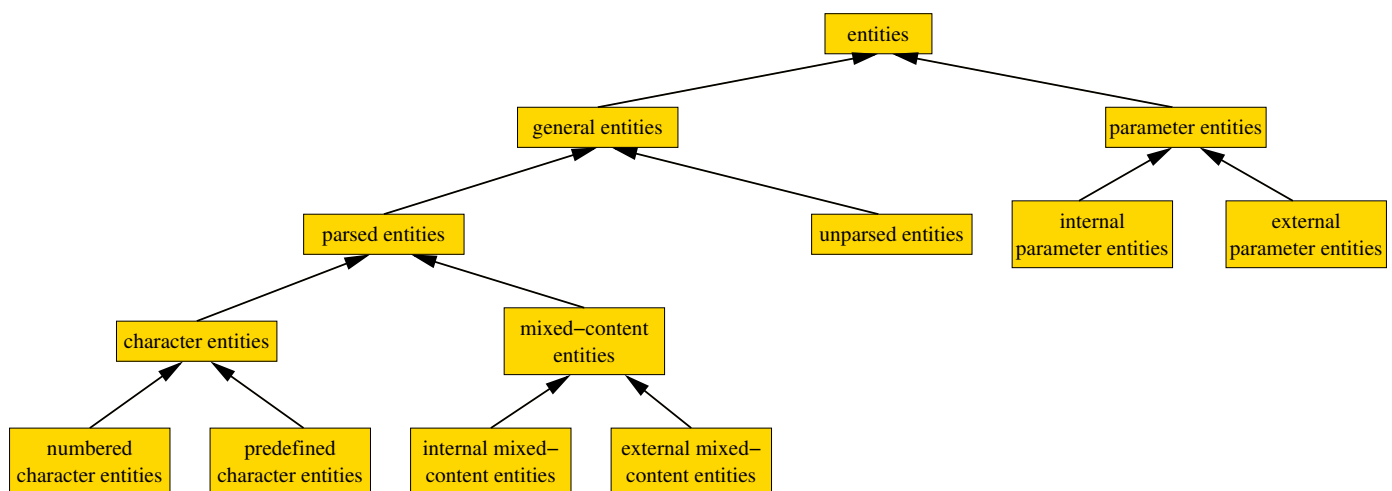 entities
general entities
parameter entities
parsed entities
unparsed entities
internal
parameter entities
external
parameter entities
character entities
mixed−content
entities
numbered
character entities
predefined
character entities
internal mixed−
content entities
external mixed−
content entities